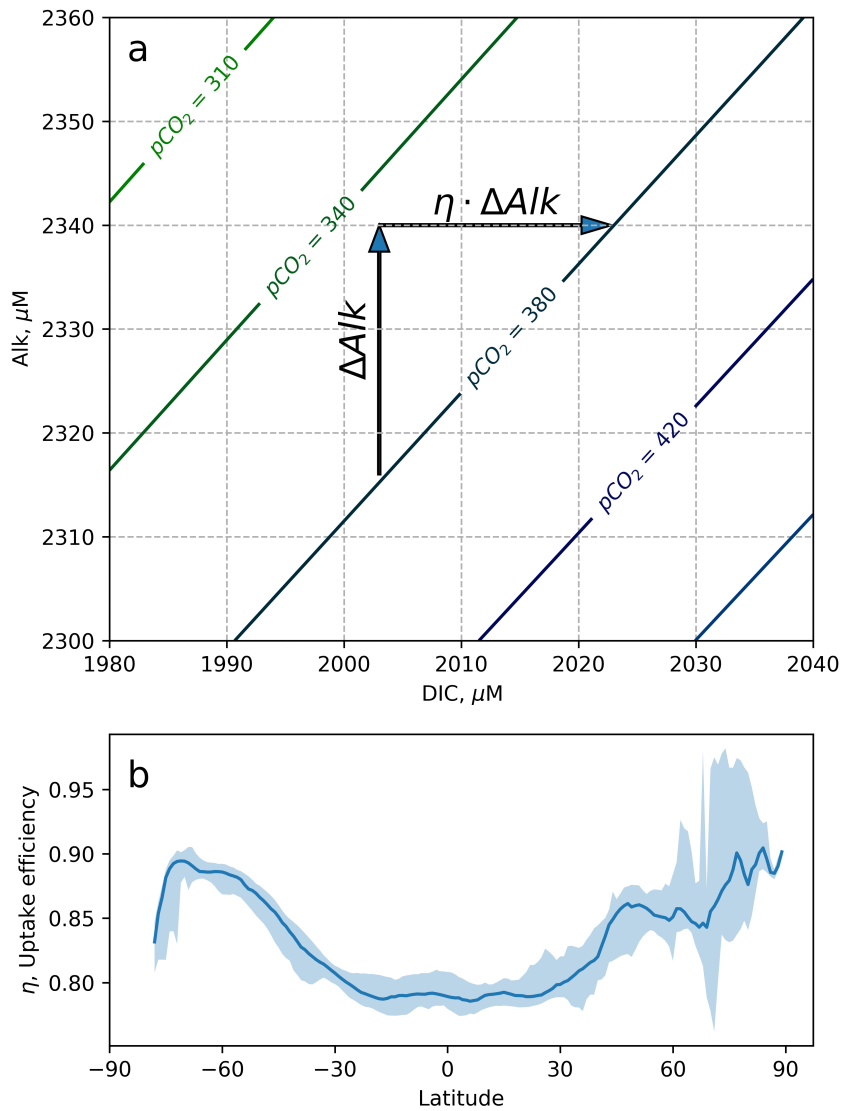 a
2360
2350
2340
2330
2320
2310
2300
Alk, μM
pCO₂ = 310
pCO₂ = 340
η · ΔAlk
ΔAlk
pCO₂ = 380
pCO₂ = 420
1980 1990 2000 2010 2020 2030 2040
DIC, μM
b
0.95
0.90
0.85
0.80
η, Uptake efficiency
−90 −60 −30 0 30 60 90
Latitude